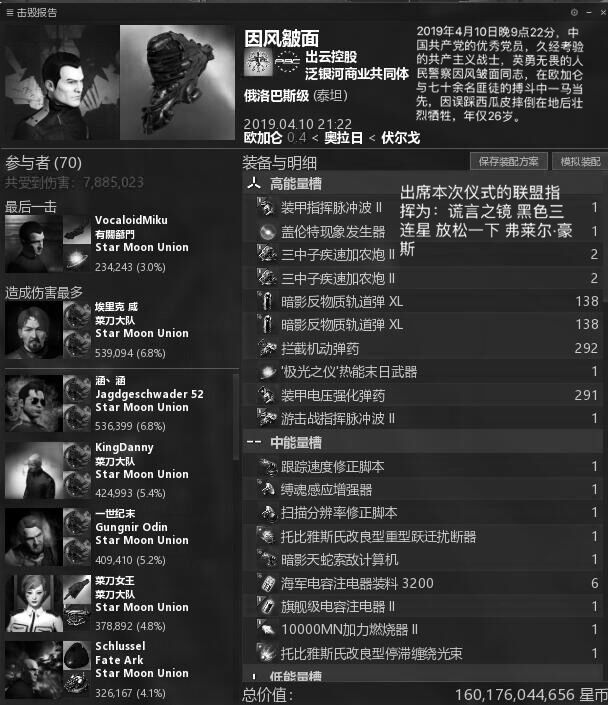 击毁报告
因风皺面
出云控股
泛银河商业共同体
俄洛巴斯级 (泰坦)
2019.04.10 21:22
欧加仑 0.4 < 奥拉日 < 伏尔戈
2019年4月10日晚9点22分，中
国共产党的优秀党员，久经考验
的共产主义战士，英勇无畏的人
民警察因风皱面同志，在欧加仑
与七十余名匪徒的搏斗中一马当
先，因误踩西瓜皮摔倒在地后壮
烈牺牲，年仅26岁。
参与者 (70)
共受到伤害: 7,885,023
最后一击
VocaloidMiku
有關部門
Star Moon Union
234,243 (3.0%)
造成伤害最多
埃里克 威
菜刀大队
Star Moon Union
539,094 (6.8%)
涵、涵
Jagdgeschwader 52
Star Moon Union
536,399 (6.8%)
KingDanny
菜刀大队
Star Moon Union
424,993 (5.4%)
一世纪末
Gungnir Odin
Star Moon Union
409,410 (5.2%)
菜刀女王
菜刀大队
Star Moon Union
378,892 (4.8%)
Schlussel
Fate Ark
Star Moon Union
326,167 (4.1%)
装备与明细
保存装配方案
模拟装配
高能量槽
出席本次仪式的联盟指
挥为：谎言之镜 黑色三
连星 放松一下 弗莱尔·豪
斯
装甲指挥脉冲波 II 1
盖伦特现象发生器 1
三中子疾速加农炮 II 2
三中子疾速加农炮 II 2
暗影反物质轨道弹 XL 138
暗影反物质轨道弹 XL 138
拦截机动弹药 292
'极光之仪'热能末日武器 1
装甲电压强化弹药 291
游击战指挥脉冲波 II 1
中能量槽
跟踪速度修正脚本 1
缚魂感应增强器 1
扫描分辨率修正脚本 1
托比雅斯氏改良型重型跃迁扰断器 1
暗影天蛇索敌计算机 1
海军电容注电器装料 3200 6
旗舰级电容注电器 II 1
10000MN加力燃烧器 II 1
托比雅斯氏改良型停滞缠绕光束 1
低能量槽
总价值： 160,176,044,656 星币